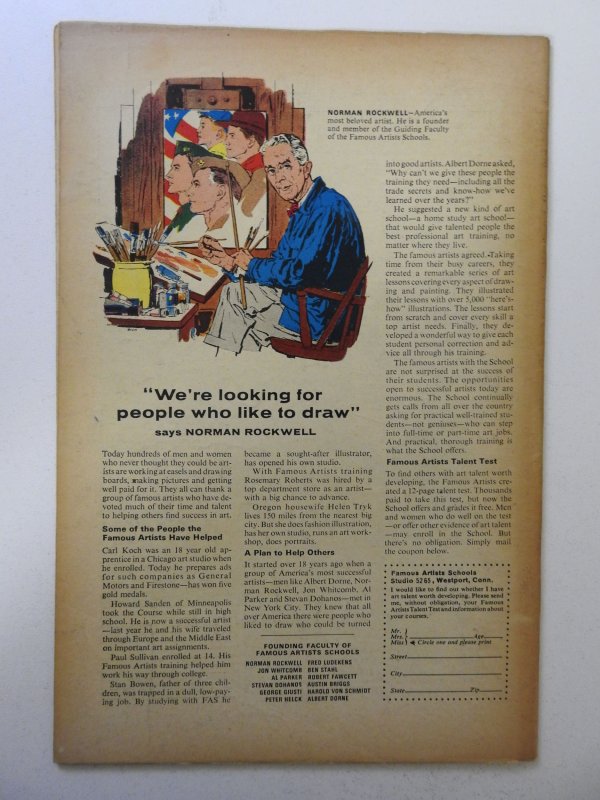 NORMAN ROCKWELL—America's
most beloved artist. He is a founder
and member of the Guiding Faculty
of the Famous Artists Schools.
"We're looking for
people who like to draw"
says NORMAN ROCKWELL
Today hundreds of men and women
who never thought they could be art-
ists are working at easels and drawing
boards, making pictures and getting
well paid for it. They all can thank a
group of famous artists who have de-
voted much of their time and talent
to helping others find success in art.
Some of the People the
Famous Artists Have Helped
Carl Koch was an 18 year old ap-
prentice in a Chicago art studio when
he enrolled. Today he prepares ads
for such companies as General
Motors and Firestone—has won five
gold medals.
Howard Sanden of Minneapolis
took the Course while still in high
school. He is now a successful artist
—last year he and his wife traveled
through Europe and the Middle East
on important art assignments.
Paul Sullivan enrolled at 14. His
Famous Artists training helped him
work his way through college.
Stan Bowen, father of three chil-
dren, was trapped in a dull, low-pay-
ing job. By studying with FAS he
became a sought-after illustrator,
has opened his own studio.
With Famous Artists training
Rosemary Roberts was hired by a
top department store as an artist—
with a big chance to advance.
Oregon housewife Helen Tryk
lives 150 miles from the nearest big
city. But she does fashion illustration,
has her own studio, runs an art work-
shop, does portraits.
A Plan to Help Others
It started over 18 years ago when a
group of America's most successful
artists—men like Albert Dorne, Nor-
man Rockwell, Jon Whitcomb, Al
Parker and Stevan Dohanos—met in
New York City. They knew that all
over America there were people who
liked to draw who could be turned
FOUNDING FACULTY OF
FAMOUS ARTISTS SCHOOLS
NORMAN ROCKWELL FRED LUDEKENS
JON WHITCOMB BEN STAHL
AL PARKER ROBERT FAWCETT
STEVAN DOHANOS AUSTIN BRIGGS
GEORGE GIUSTI HAROLD VON SCHMIDT
PETER HELCK ALBERT DORNE
into good artists. Albert Dorne asked,
"Why can't we give these people the
training they need—including all the
trade secrets and know-how we've
learned over the years?"
He suggested a new kind of art
school—a home study art school—
that would give talented people the
best professional art training, no
matter where they live.
The famous artists agreed. Taking
time from their busy careers, they
created a remarkable series of art
lessons covering every aspect of draw-
ing and painting. They illustrated
their lessons with over 5,000 "here's-
how" illustrations. The lessons start
from scratch and cover every skill a
top artist needs. Finally, they de-
veloped a wonderful way to give each
student personal correction and ad-
vice all through his training.
The famous artists with the School
are not surprised at the success of
their students. The opportunities
open to successful artists today are
enormous. The School continually
gets calls from all over the country
asking for practical well-trained stu-
dents—not geniuses—who can step
into full-time or part-time art jobs.
And practical, thorough training is
what the School offers.
Famous Artists Talent Test
To find others with art talent worth
developing, the Famous Artists cre-
ated a 12-page talent test. Thousands
paid to take this test, but now the
School offers and grades it free. Men
and women who do well on the test
—or offer other evidence of art talent
—may enroll in the School. But
there's no obligation. Simply mail
the coupon below.
Famous Artists Schools
Studio 5265, Westport, Conn.
I would like to find out whether I have
art talent worth developing. Please send
me, without obligation, your Famous
Artists Talent Test and information about
your courses.
Mr.
Mrs. Age
Miss Circle one and please print
Street
City
State Zip